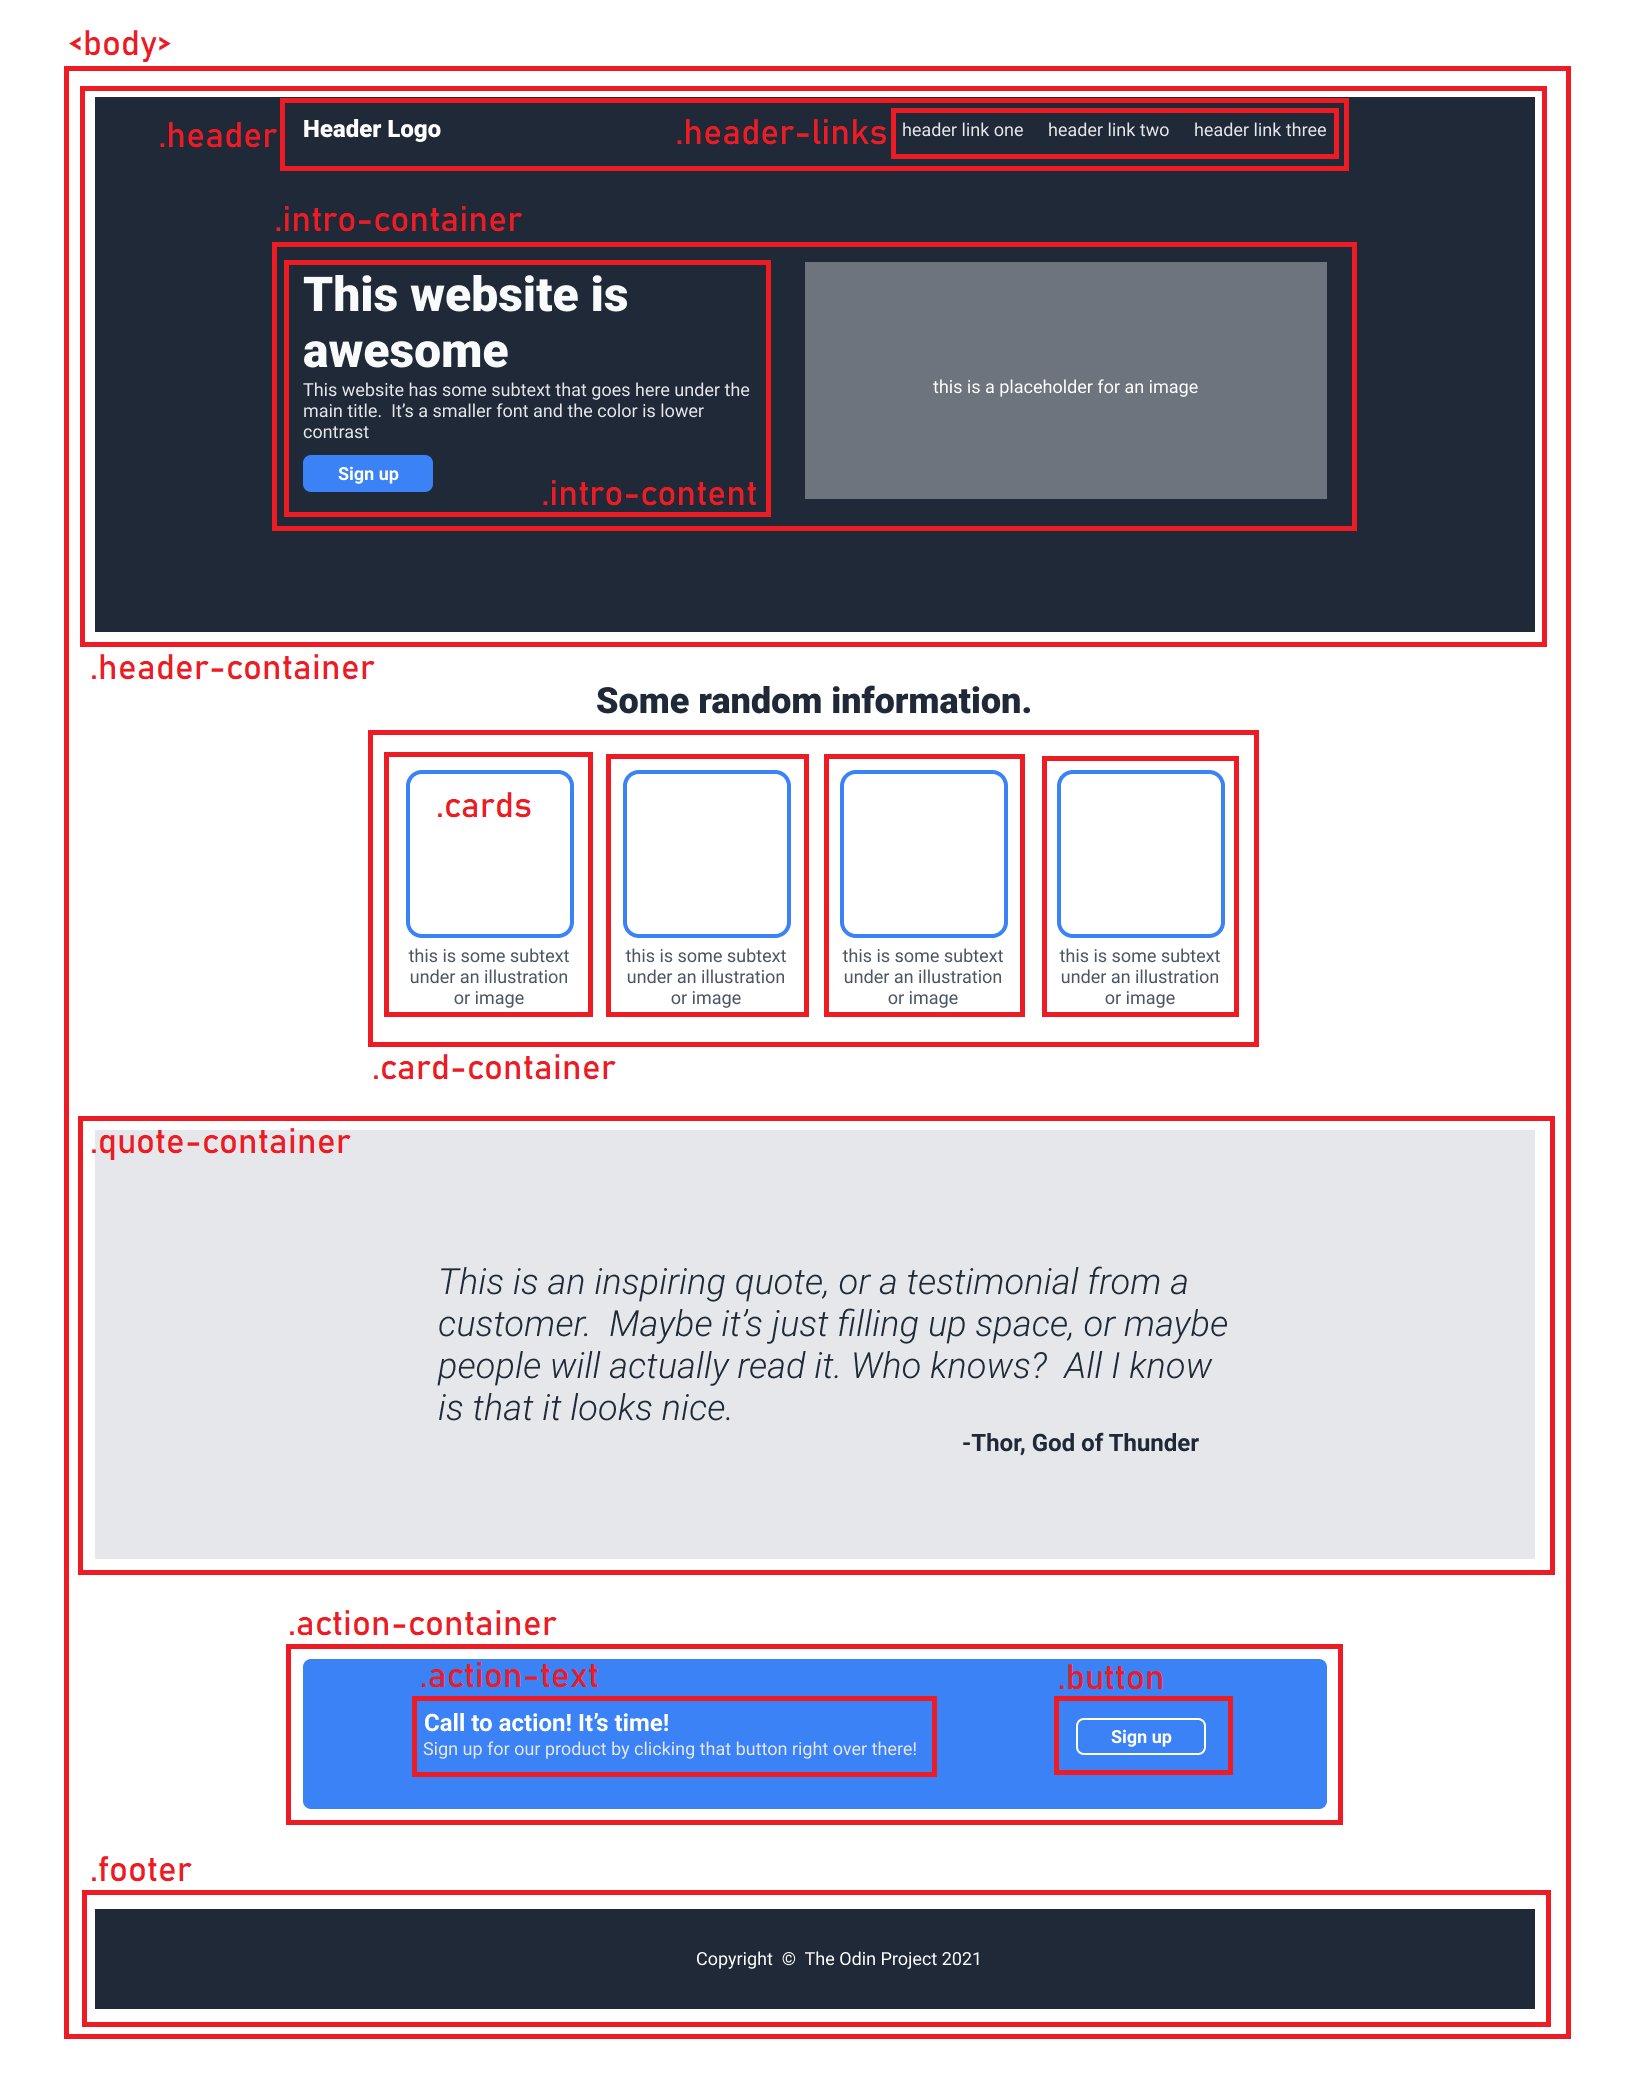 <body>
.header
Header Logo
.header-links
header link one
header link two
header link three
.intro-container
This website is
awesome
This website has some subtext that goes here under the
main title.  It’s a smaller font and the color is lower
contrast
Sign up
.intro-content
this is a placeholder for an image
.header-container
Some random information.
.cards
this is some subtext
under an illustration
or image
this is some subtext
under an illustration
or image
this is some subtext
under an illustration
or image
this is some subtext
under an illustration
or image
.card-container
.quote-container
This is an inspiring quote, or a testimonial from a
customer.  Maybe it’s just filling up space, or maybe
people will actually read it. Who knows?  All I know
is that it looks nice.
-Thor, God of Thunder
.action-container
.action-text
Call to action! It’s time!
Sign up for our product by clicking that button right over there!
.button
Sign up
.footer
Copyright  ©  The Odin Project 2021